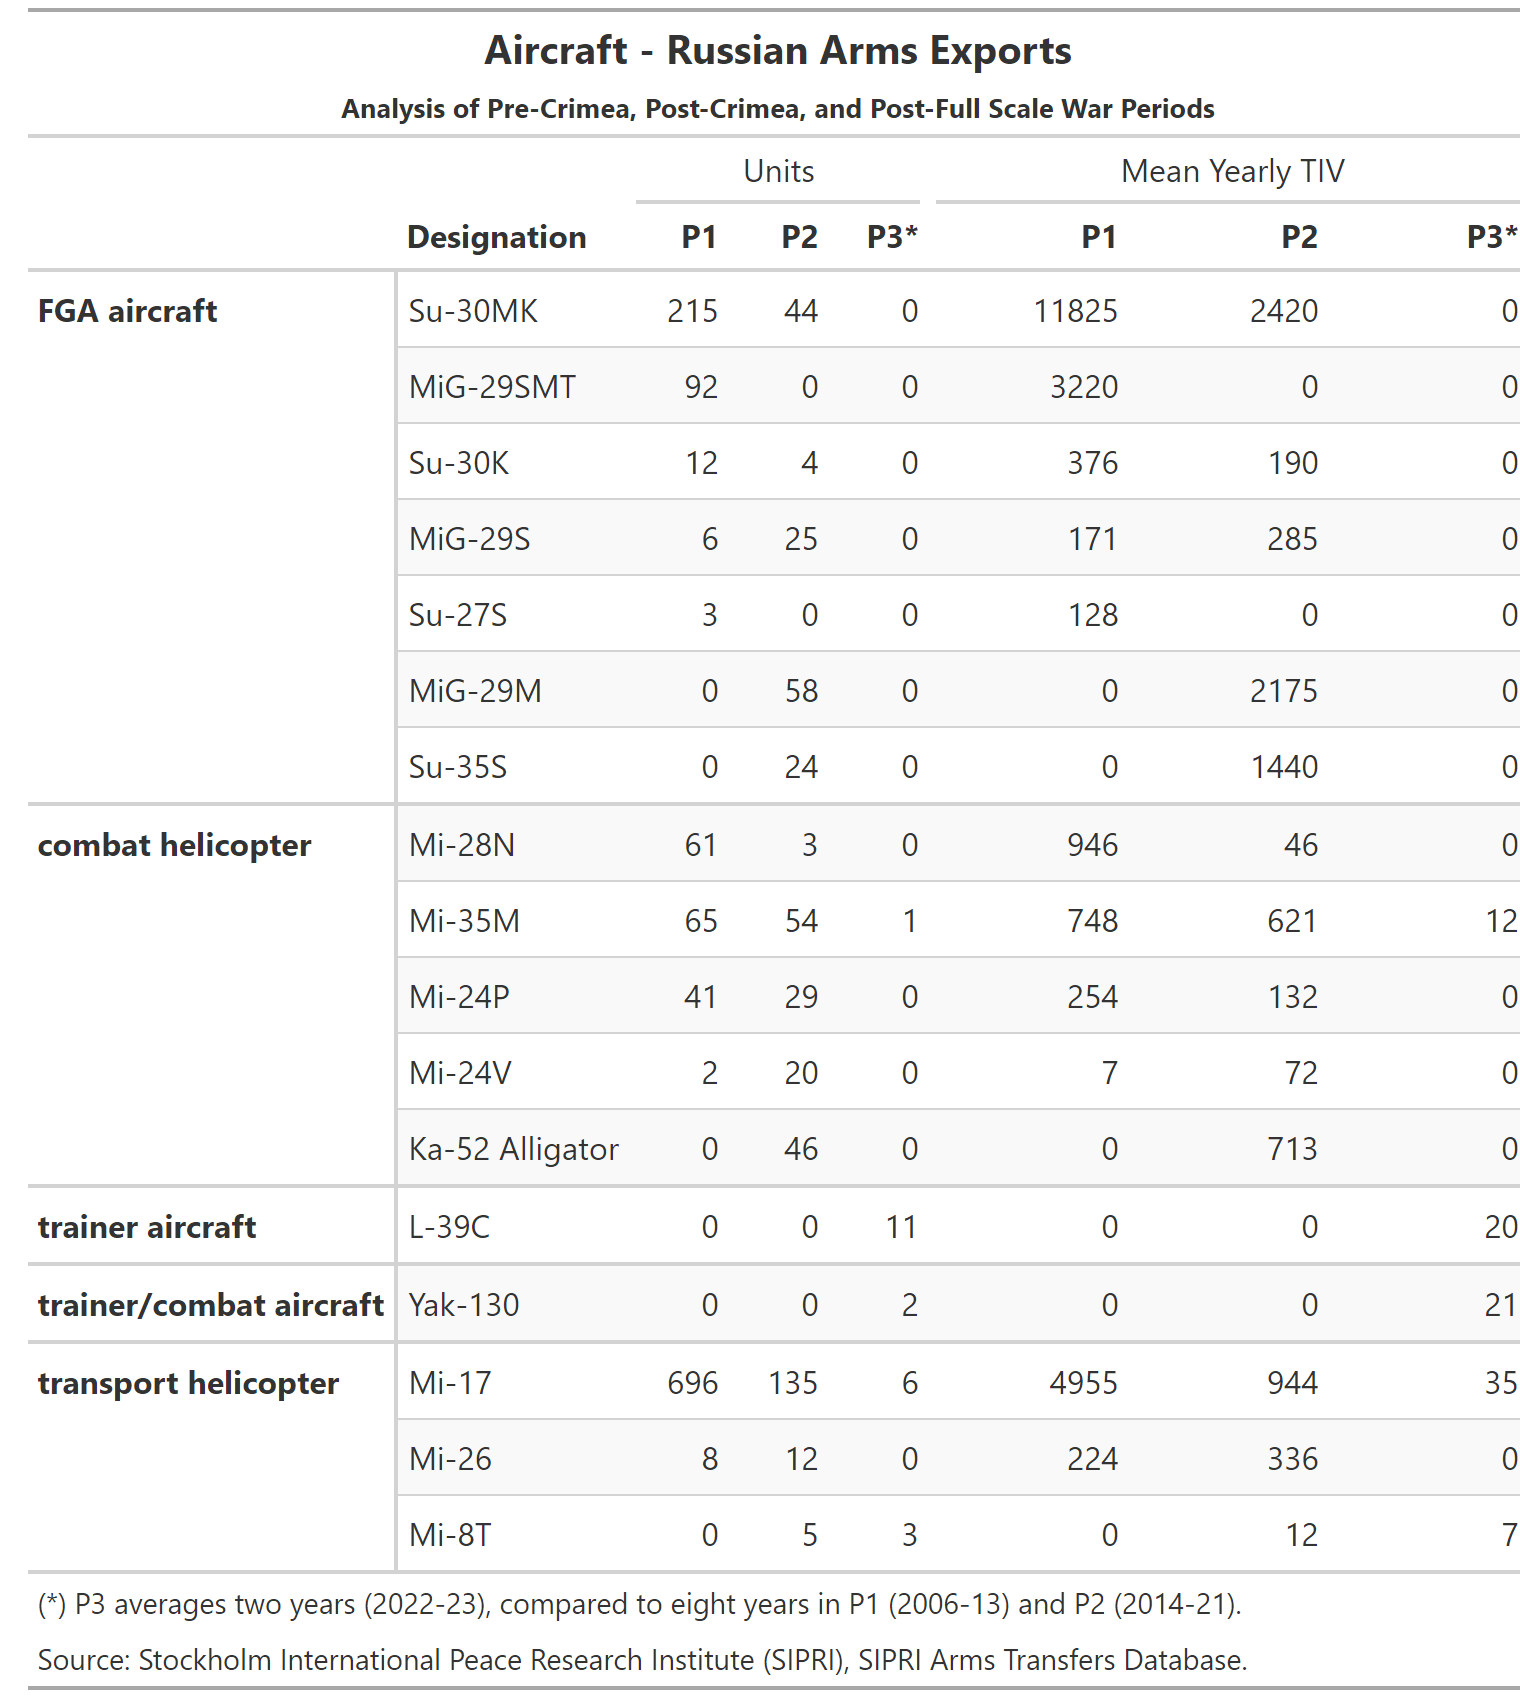 Aircraft - Russian Arms Exports
Analysis of Pre-Crimea, Post-Crimea, and Post-Full Scale War Periods
Units Mean Yearly TIV
Designation P1 P2 P3* P1 P2 P3*
FGA aircraft Su-30MK 215 44 0 11825 2420 0
MiG-29SMT 92 0 0 3220 0 0
Su-30K 12 4 0 376 190 0
MiG-29S 6 25 0 171 285 0
Su-27S 3 0 0 128 0 0
MiG-29M 0 58 0 0 2175 0
Su-35S 0 24 0 0 1440 0
combat helicopter Mi-28N 61 3 0 946 46 0
Mi-35M 65 54 1 748 621 12
Mi-24P 41 29 0 254 132 0
Mi-24V 2 20 0 7 72 0
Ka-52 Alligator 0 46 0 0 713 0
trainer aircraft L-39C 0 0 11 0 0 20
trainer/combat aircraft Yak-130 0 0 2 0 0 21
transport helicopter Mi-17 696 135 6 4955 944 35
Mi-26 8 12 0 224 336 0
Mi-8T 0 5 3 0 12 7
(*) P3 averages two years (2022-23), compared to eight years in P1 (2006-13) and P2 (2014-21).
Source: Stockholm International Peace Research Institute (SIPRI), SIPRI Arms Transfers Database.